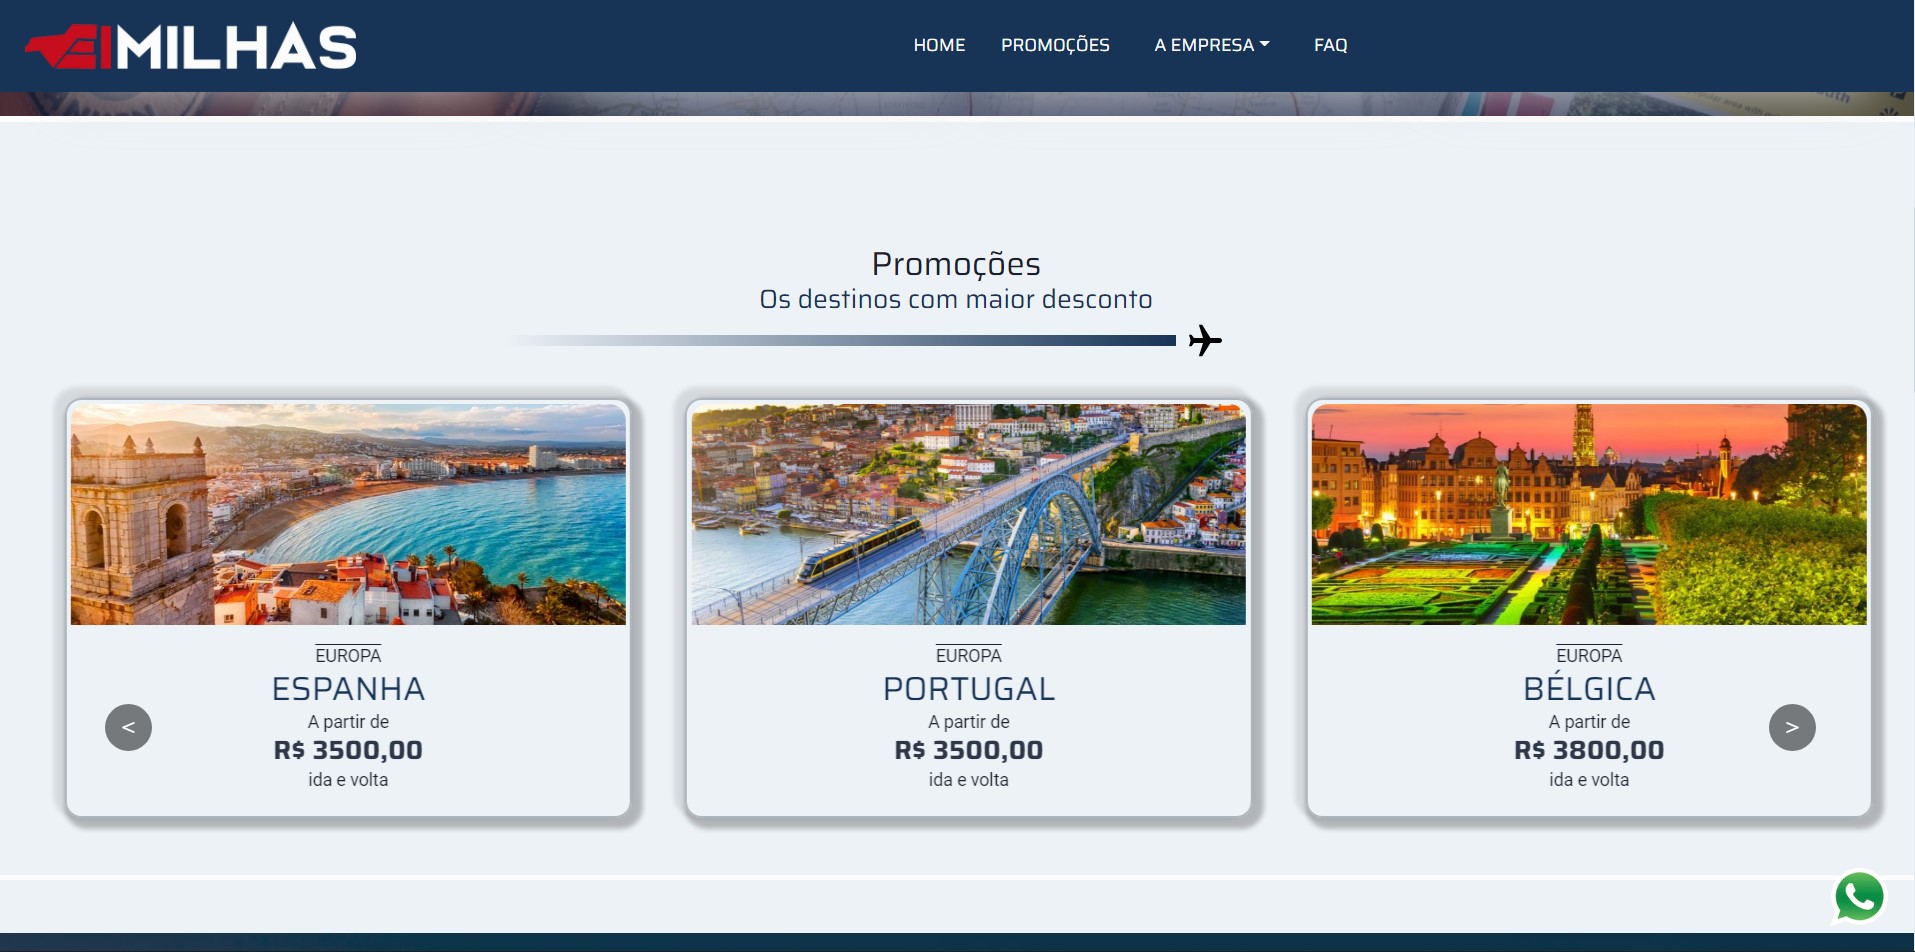 EIMILHAS
HOME PROMOÇÕES A EMPRESA FAQ
Promoções
Os destinos com maior desconto
EUROPA
ESPANHA
A partir de
R$ 3500,00
ida e volta
EUROPA
PORTUGAL
A partir de
R$ 3500,00
ida e volta
EUROPA
BÉLGICA
A partir de
R$ 3800,00
ida e volta
<
>